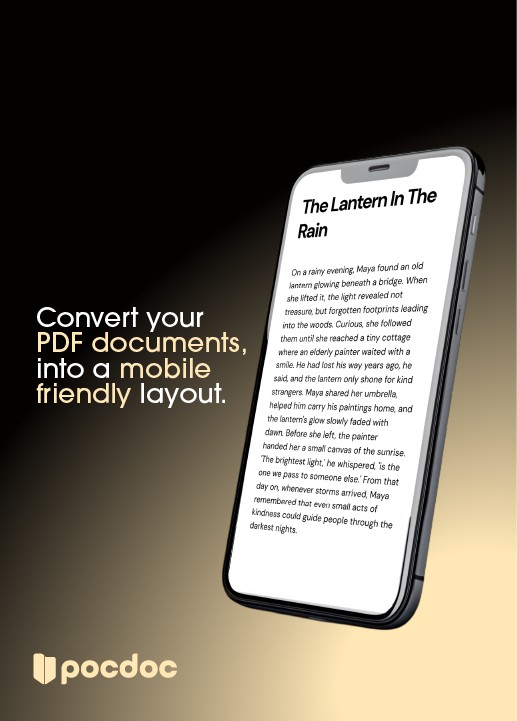 The Lantern In The
Rain
On a rainy evening, Maya found an old
lantern glowing beneath a bridge. When
she lifted it, the light revealed not
treasure, but forgotten footprints leading
into the woods. Curious, she followed
them until she reached a tiny cottage
where an elderly painter waited with a
smile. He had lost his way years ago, he
said, and the lantern only shone for kind
strangers. Maya shared her umbrella,
helped him carry his paintings home, and
the lantern's glow slowly faded with
dawn. Before she left, the painter
handed her a small canvas of the sunrise.
'The brightest light,' he whispered, 'is the
one we pass to someone else.' From that
day on, whenever storms arrived, Maya
remembered that even small acts of
kindness could guide people through the
darkest nights.
Convert your
PDF documents,
into a mobile
friendly layout.
pocdoc